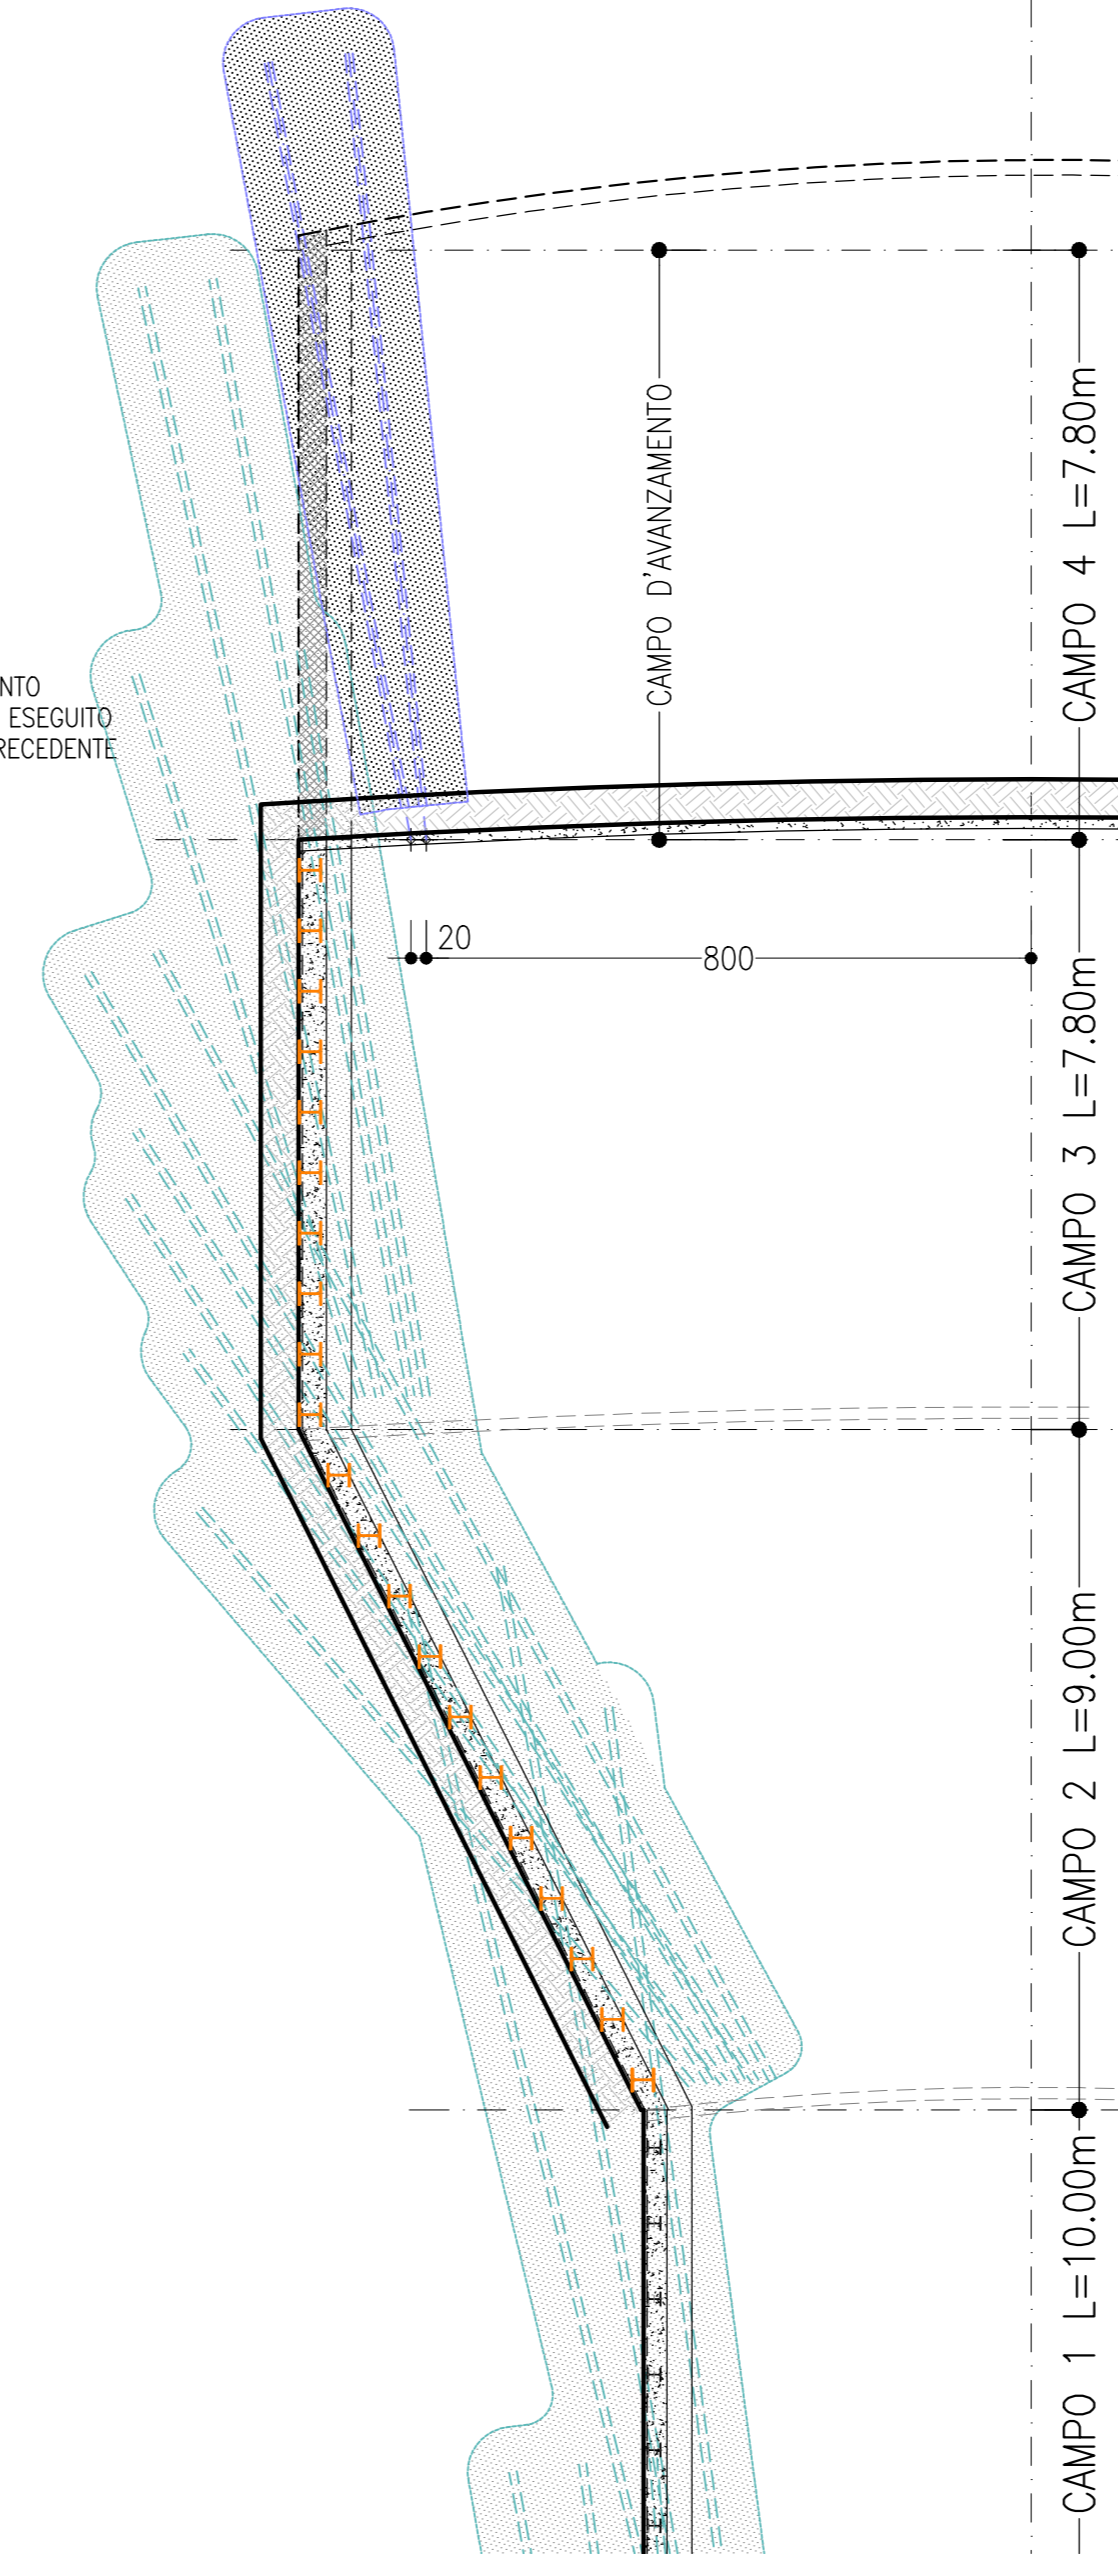 CAMPO 4 L=7.80m
CAMPO D'AVANZAMENTO
NTO
ESEGUITO
RECEDENTE
20
800
CAMPO 3 L=7.80m
CAMPO 2 L=9.00m
CAMPO 1 L=10.00m